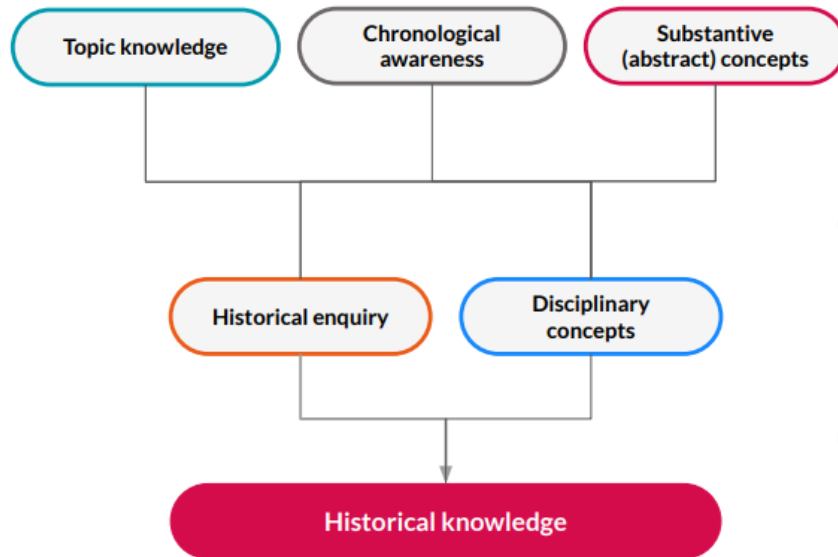 Topic knowledge
Chronological
awareness
Substantive
(abstract) concepts
Historical enquiry
Disciplinary
concepts
Historical knowledge